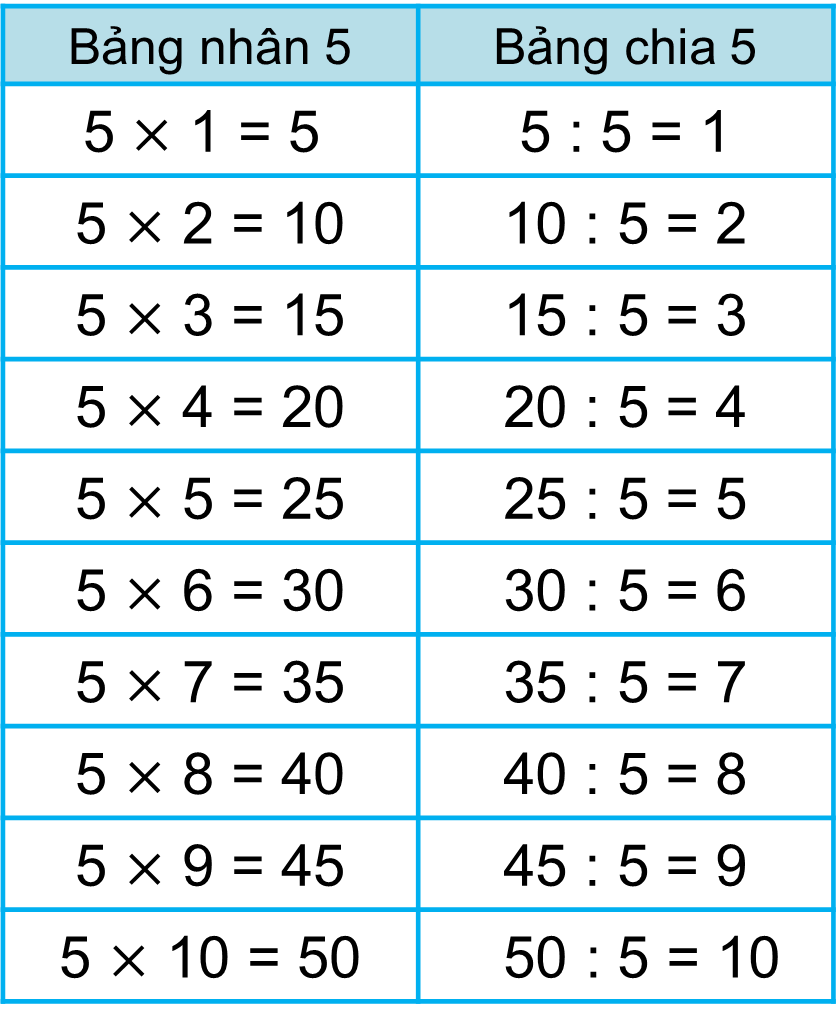 Bảng nhân 5 Bảng chia 5
5 × 1 = 5 5 : 5 = 1
5 × 2 = 10 10 : 5 = 2
5 × 3 = 15 15 : 5 = 3
5 × 4 = 20 20 : 5 = 4
5 × 5 = 25 25 : 5 = 5
5 × 6 = 30 30 : 5 = 6
5 × 7 = 35 35 : 5 = 7
5 × 8 = 40 40 : 5 = 8
5 × 9 = 45 45 : 5 = 9
5 × 10 = 50 50 : 5 = 10